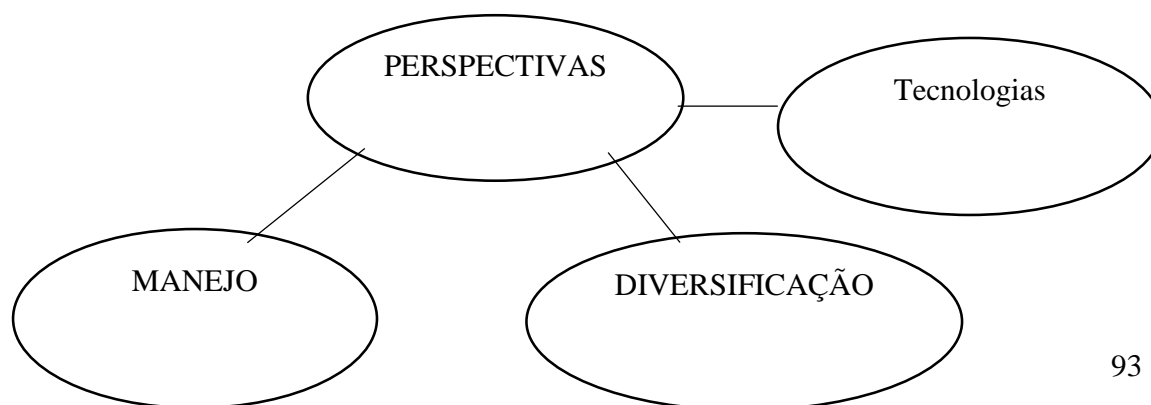 PERSPECTIVAS
Tecnologias
MANEJO
DIVERSIFICAÇÃO
93